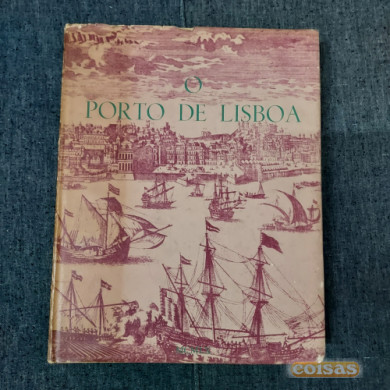 O
PORTO DE LISBOA
coisas